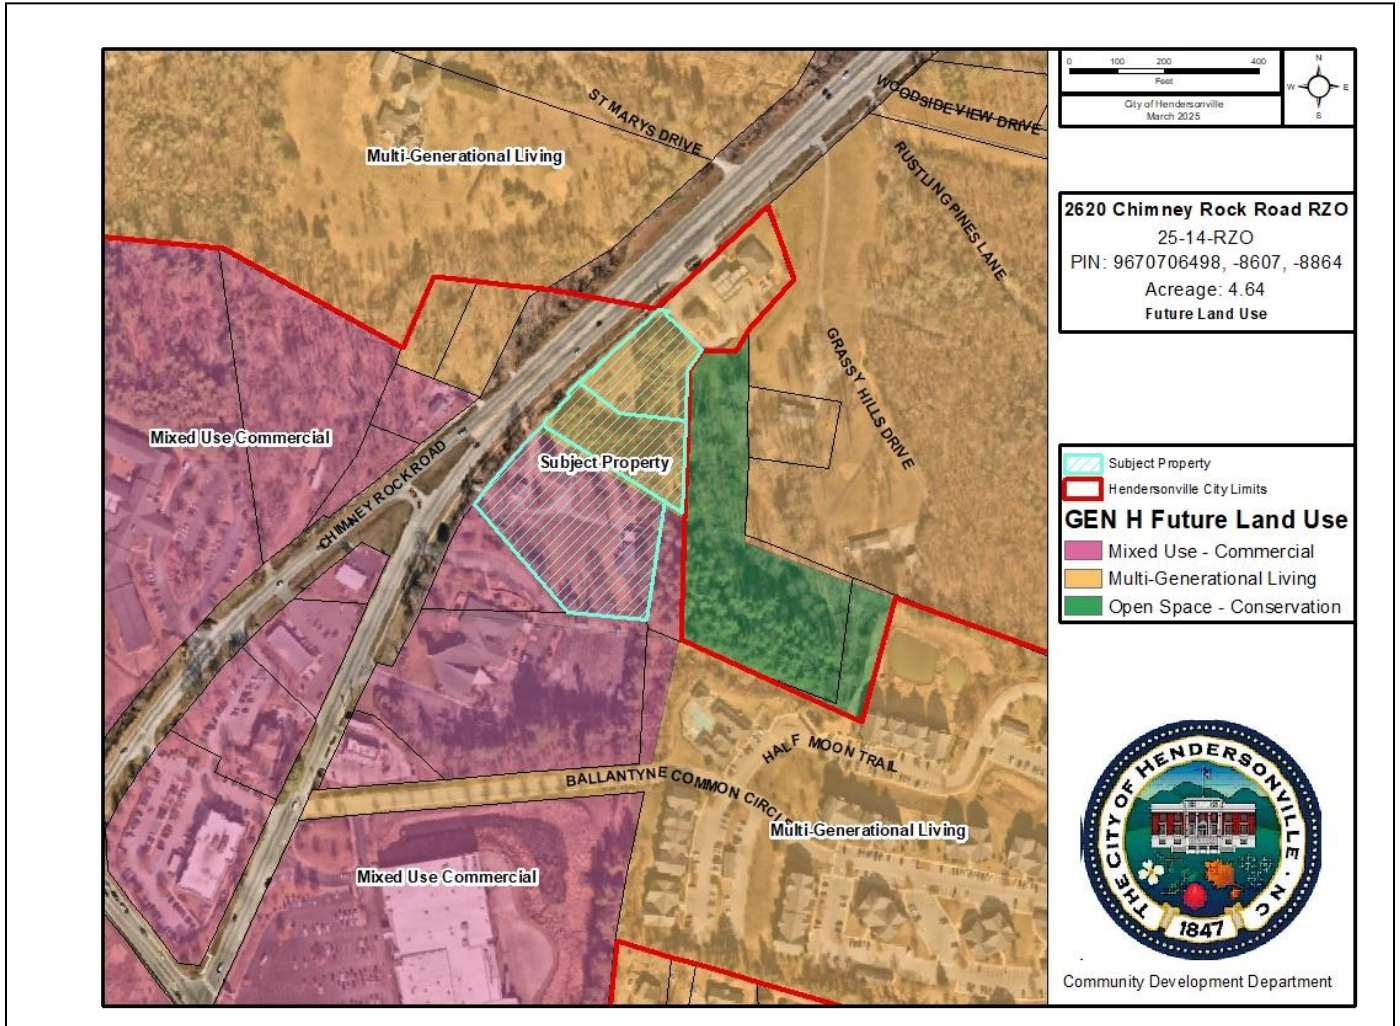 ST MARYS DRIVE
WOODSIDE VIEW DRIVE
Multi-Generational Living
RUSTLING PINES LANE
GRASSY HILLS DRIVE
Mixed Use Commercial
CHIMNEY ROCK ROAD
Subject Property
HALF MOON TRAIL
BALLANTYNE COMMON CIRCLE
Multi-Generational Living
Mixed Use Commercial
0 100 200 400
Feet
City of Hendersonville
March 2025
N
W E
S
2620 Chimney Rock Road RZO
25-14-RZO
PIN: 9670706498, -8607, -8864
Acreage: 4.64
Future Land Use
Subject Property
Hendersonville City Limits
GEN H Future Land Use
Mixed Use - Commercial
Multi-Generational Living
Open Space - Conservation
THE CITY OF HENDERSONVILLE · NC
1847
Community Development Department